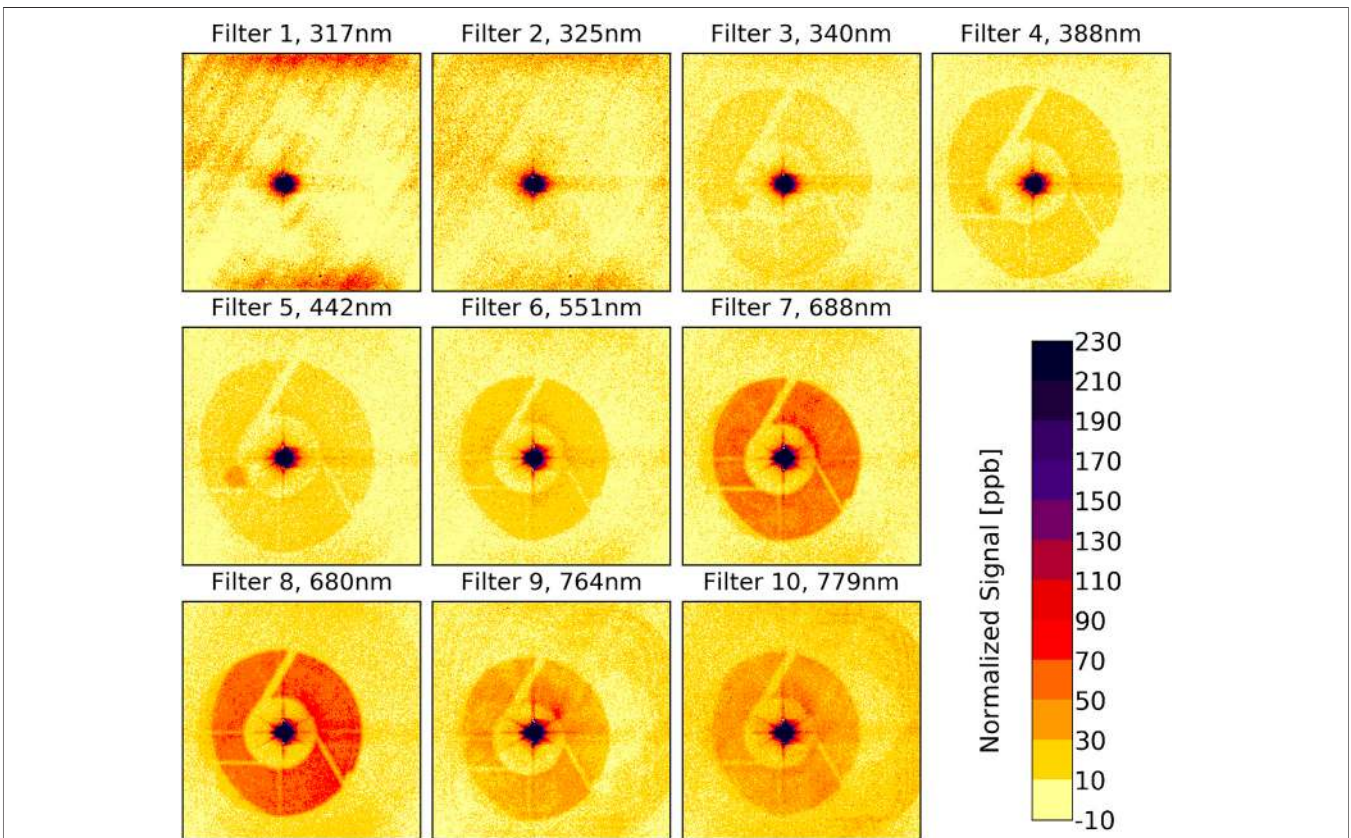 Filter 1, 317nm
Filter 2, 325nm
Filter 3, 340nm
Filter 4, 388nm
Filter 5, 442nm
Filter 6, 551nm
Filter 7, 688nm
Filter 8, 680nm
Filter 9, 764nm
Filter 10, 779nm
Normalized Signal [ppb]
230
210
190
170
150
130
110
90
70
50
30
10
-10